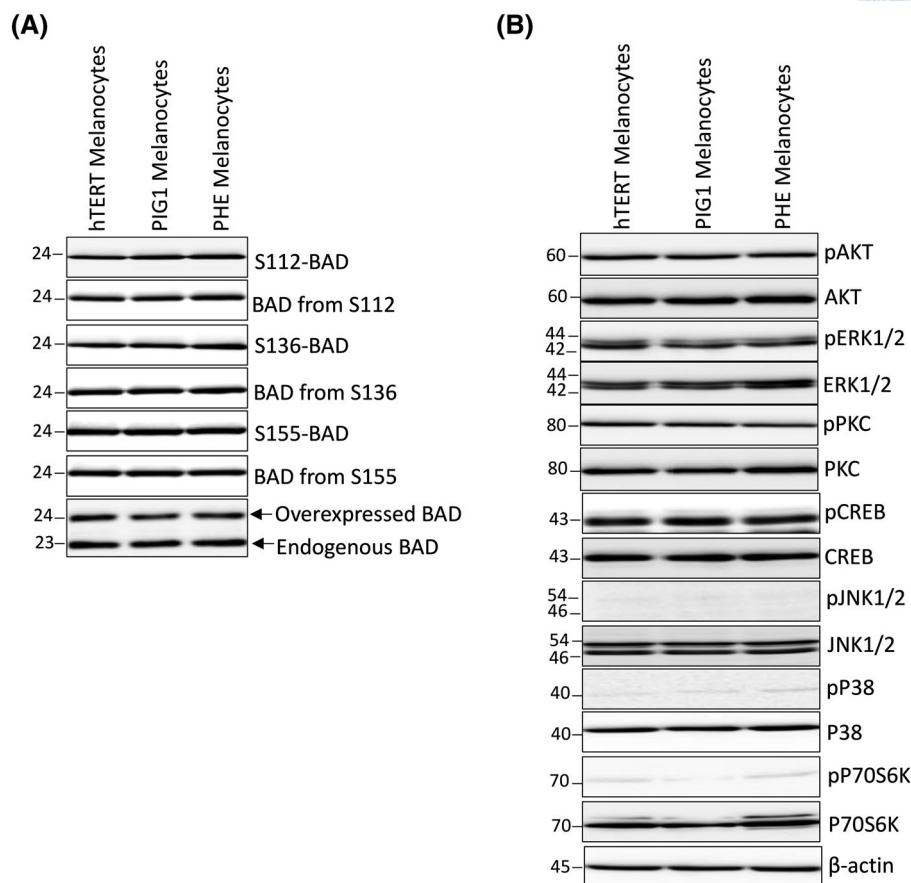 (A)
hTERT Melanocytes
PIG1 Melanocytes
PHE Melanocytes
24 S112-BAD
24 BAD from S112
24 S136-BAD
24 BAD from S136
24 S155-BAD
24 BAD from S155
24 Overexpressed BAD
23 Endogenous BAD
(B)
hTERT Melanocytes
PIG1 Melanocytes
PHE Melanocytes
60 pAKT
60 AKT
44
42
pERK1/2
44
42
ERK1/2
80 pPKC
80 PKC
43 pCREB
43 CREB
54
46
pJNK1/2
54
46
JNK1/2
40 pP38
40 P38
70 pP70S6K
70 P70S6K
45 β-actin